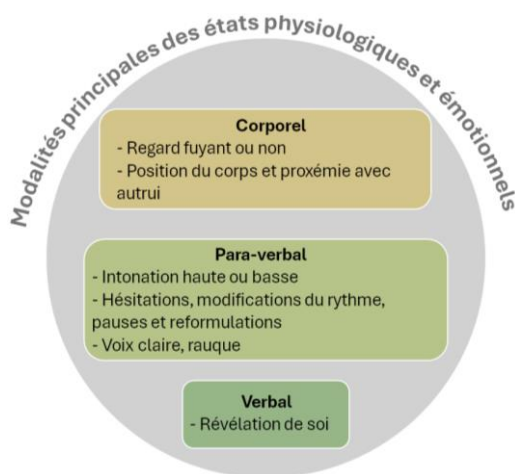 Modalités principales des états physiologiques et émotionnels
Corporel
- Regard fuyant ou non
- Position du corps et proxémie avec
autrui
Para-verbal
- Intonation haute ou basse
- Hésitations, modifications du rythme,
pauses et reformulations
- Voix claire, rauque
Verbal
- Révélation de soi